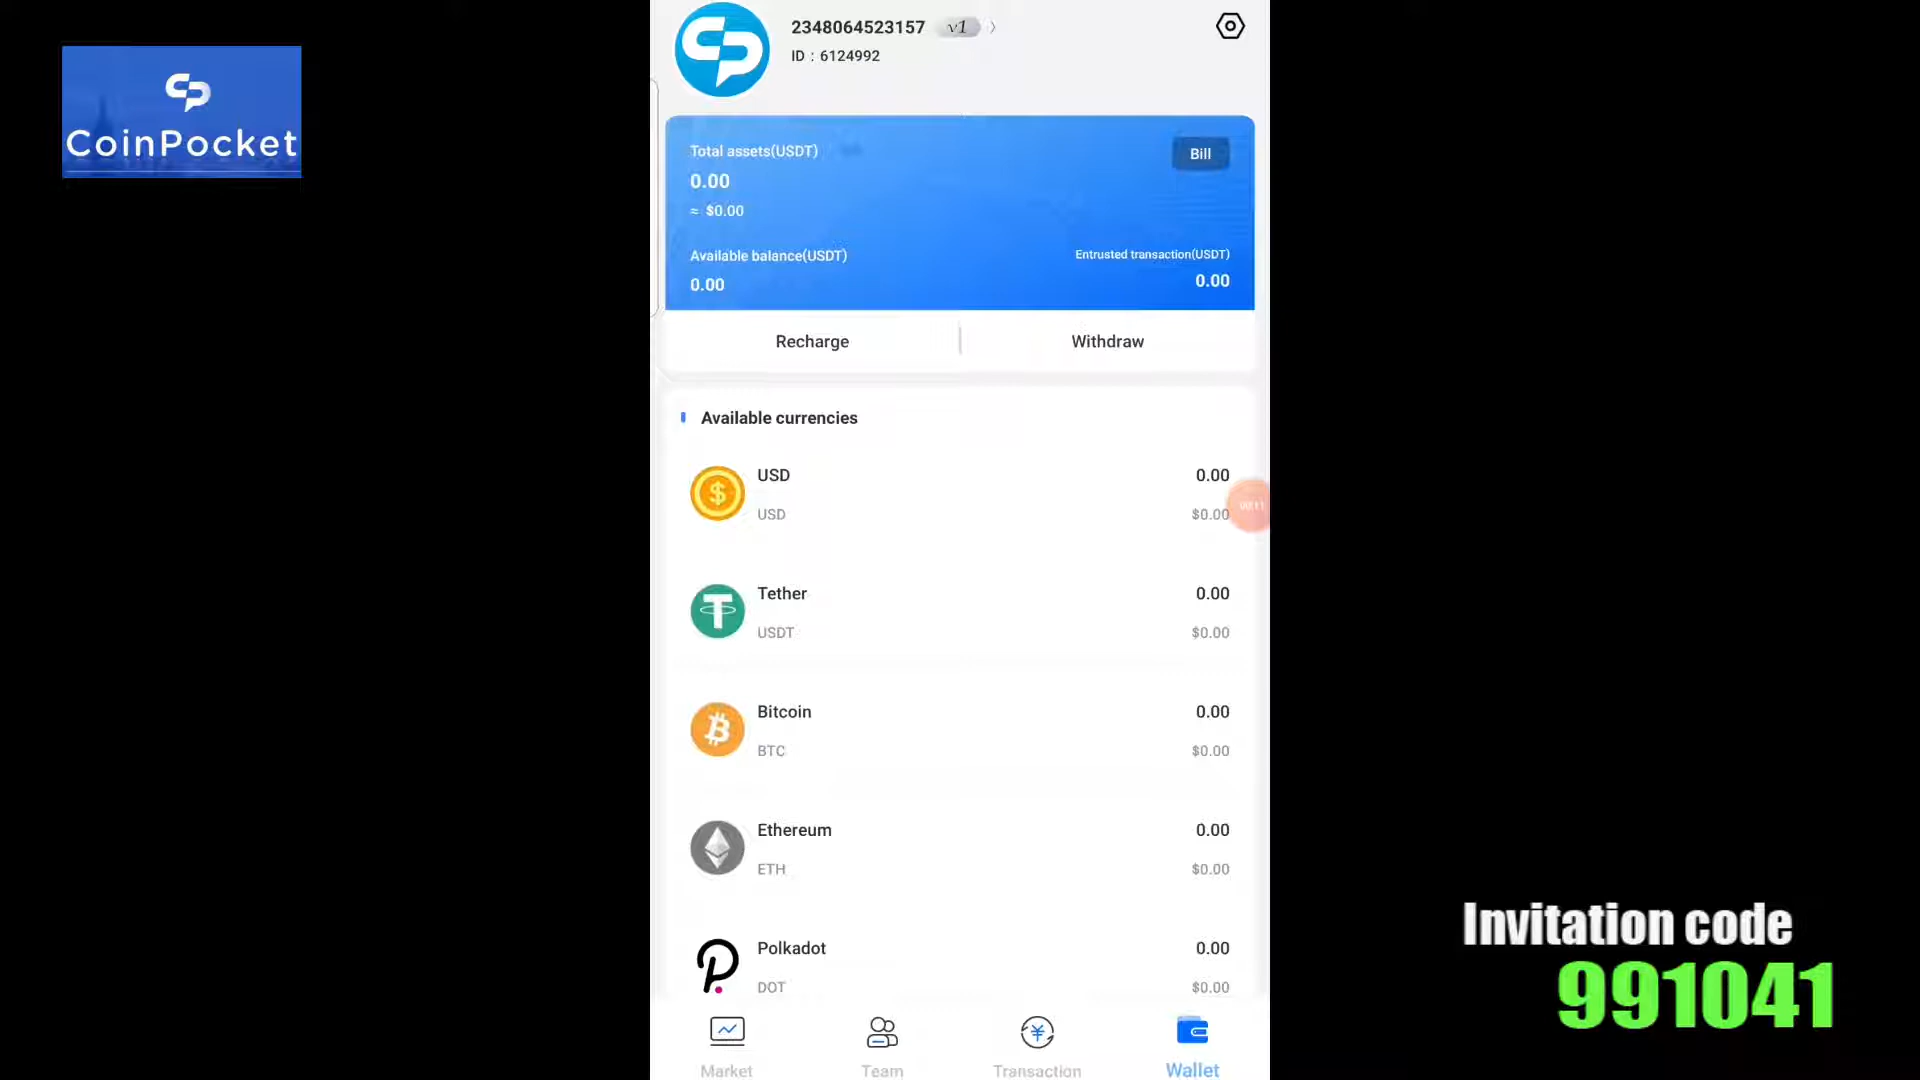 CoinPocket
2348064523157 v1
ID : 6124992
Total assets(USDT)
Bill
0.00
≈ $0.00
Available balance(USDT)
Entrusted transaction(USDT)
0.00
0.00
Recharge
Withdraw
Available currencies
USD
0.00
USD
$0.00
00:11
Tether
0.00
USDT
$0.00
Bitcoin
0.00
BTC
$0.00
Ethereum
0.00
ETH
$0.00
Polkadot
0.00
DOT
$0.00
Market
Team
Transaction
Wallet
Invitation code
991041